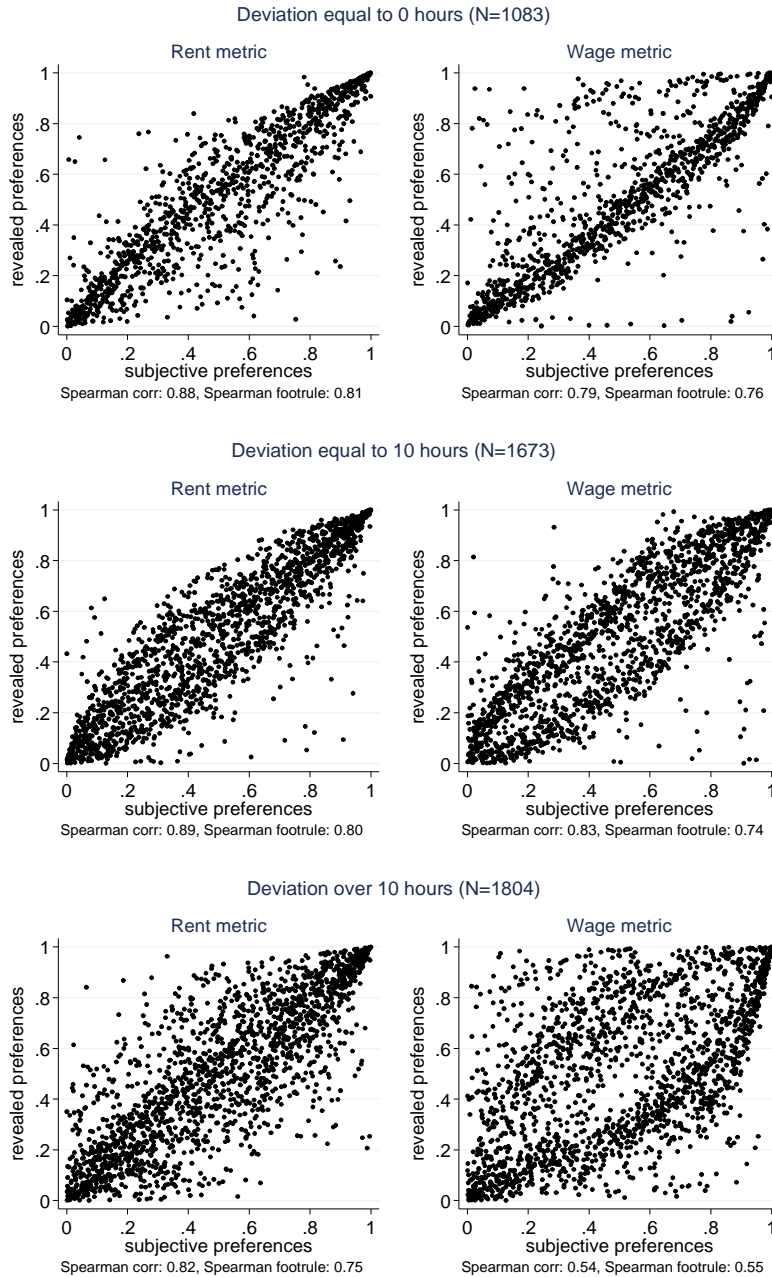 Deviation equal to 0 hours (N=1083)
Rent metric
Wage metric
revealed preferences
1
.8
.6
.4
.2
0
0 .2 .4 .6 .8 1
subjective preferences
Spearman corr: 0.88, Spearman footrule: 0.81
revealed preferences
1
.8
.6
.4
.2
0
0 .2 .4 .6 .8 1
subjective preferences
Spearman corr: 0.79, Spearman footrule: 0.76
Deviation equal to 10 hours (N=1673)
Rent metric
Wage metric
revealed preferences
1
.8
.6
.4
.2
0
0 .2 .4 .6 .8 1
subjective preferences
Spearman corr: 0.89, Spearman footrule: 0.80
revealed preferences
1
.8
.6
.4
.2
0
0 .2 .4 .6 .8 1
subjective preferences
Spearman corr: 0.83, Spearman footrule: 0.74
Deviation over 10 hours (N=1804)
Rent metric
Wage metric
revealed preferences
1
.8
.6
.4
.2
0
0 .2 .4 .6 .8 1
subjective preferences
Spearman corr: 0.82, Spearman footrule: 0.75
revealed preferences
1
.8
.6
.4
.2
0
0 .2 .4 .6 .8 1
subjective preferences
Spearman corr: 0.54, Spearman footrule: 0.55